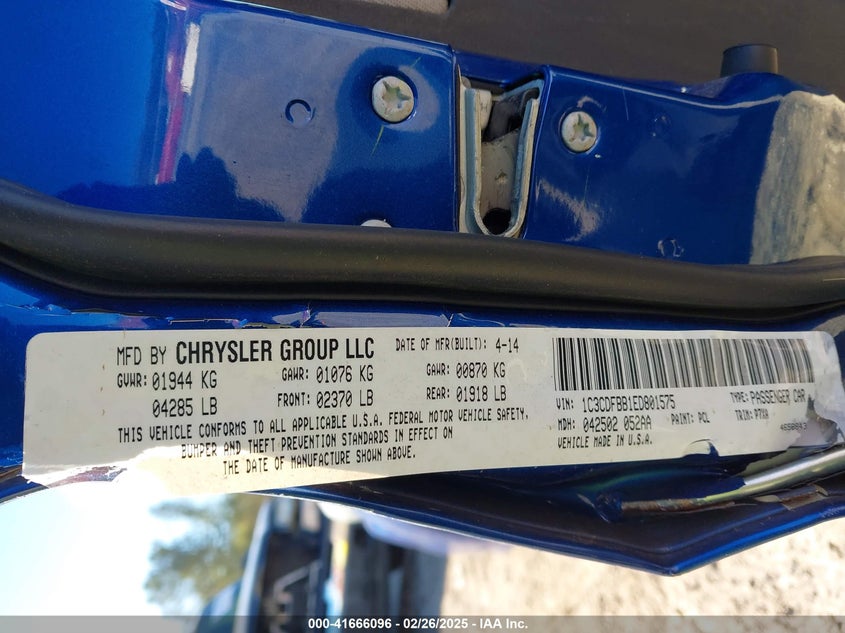 MFD BY CHRYSLER GROUP LLC DATE OF MFR(BUILT): 4-14
GVWR: 01944 KG GAWR: 01076 KG GAWR: 00870 KG
04285 LB FRONT: 02370 LB REAR: 01918 LB
THIS VEHICLE CONFORMS TO ALL APPLICABLE U.S.A. FEDERAL MOTOR VEHICLE SAFETY,
BUMPER AND THEFT PREVENTION STANDARDS IN EFFECT ON
THE DATE OF MANUFACTURE SHOWN ABOVE.
VIN: 1C3CDFBB1ED801575 TYPE: PASSENGER CAR
MDH: 042502 052AA PAINT: PCL TRIM:
VEHICLE MADE IN U.S.A.
000-41666096 - 02/26/2025 - IAA Inc.